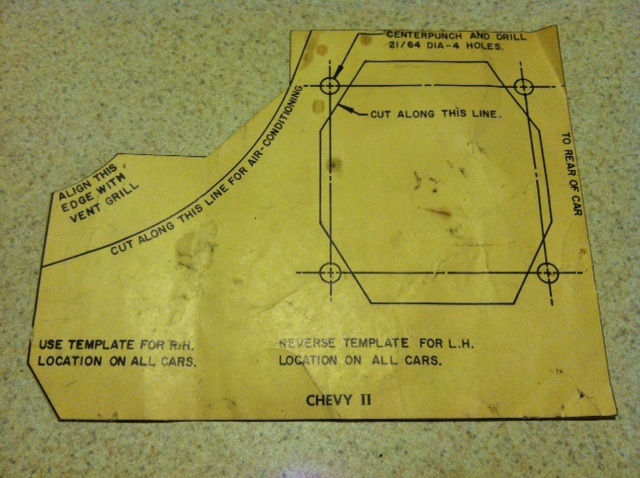 CENTERPUNCH AND DRILL
21/64 DIA-4 HOLES.
CUT ALONG THIS LINE.
TO REAR OF CAR
ALIGN THIS
EDGE WITH
VENT GRILL
CUT ALONG THIS LINE FOR AIR-CONDITIONING
USE TEMPLATE FOR R.H.
LOCATION ON ALL CARS.
REVERSE TEMPLATE FOR L.H.
LOCATION ON ALL CARS.
CHEVY II